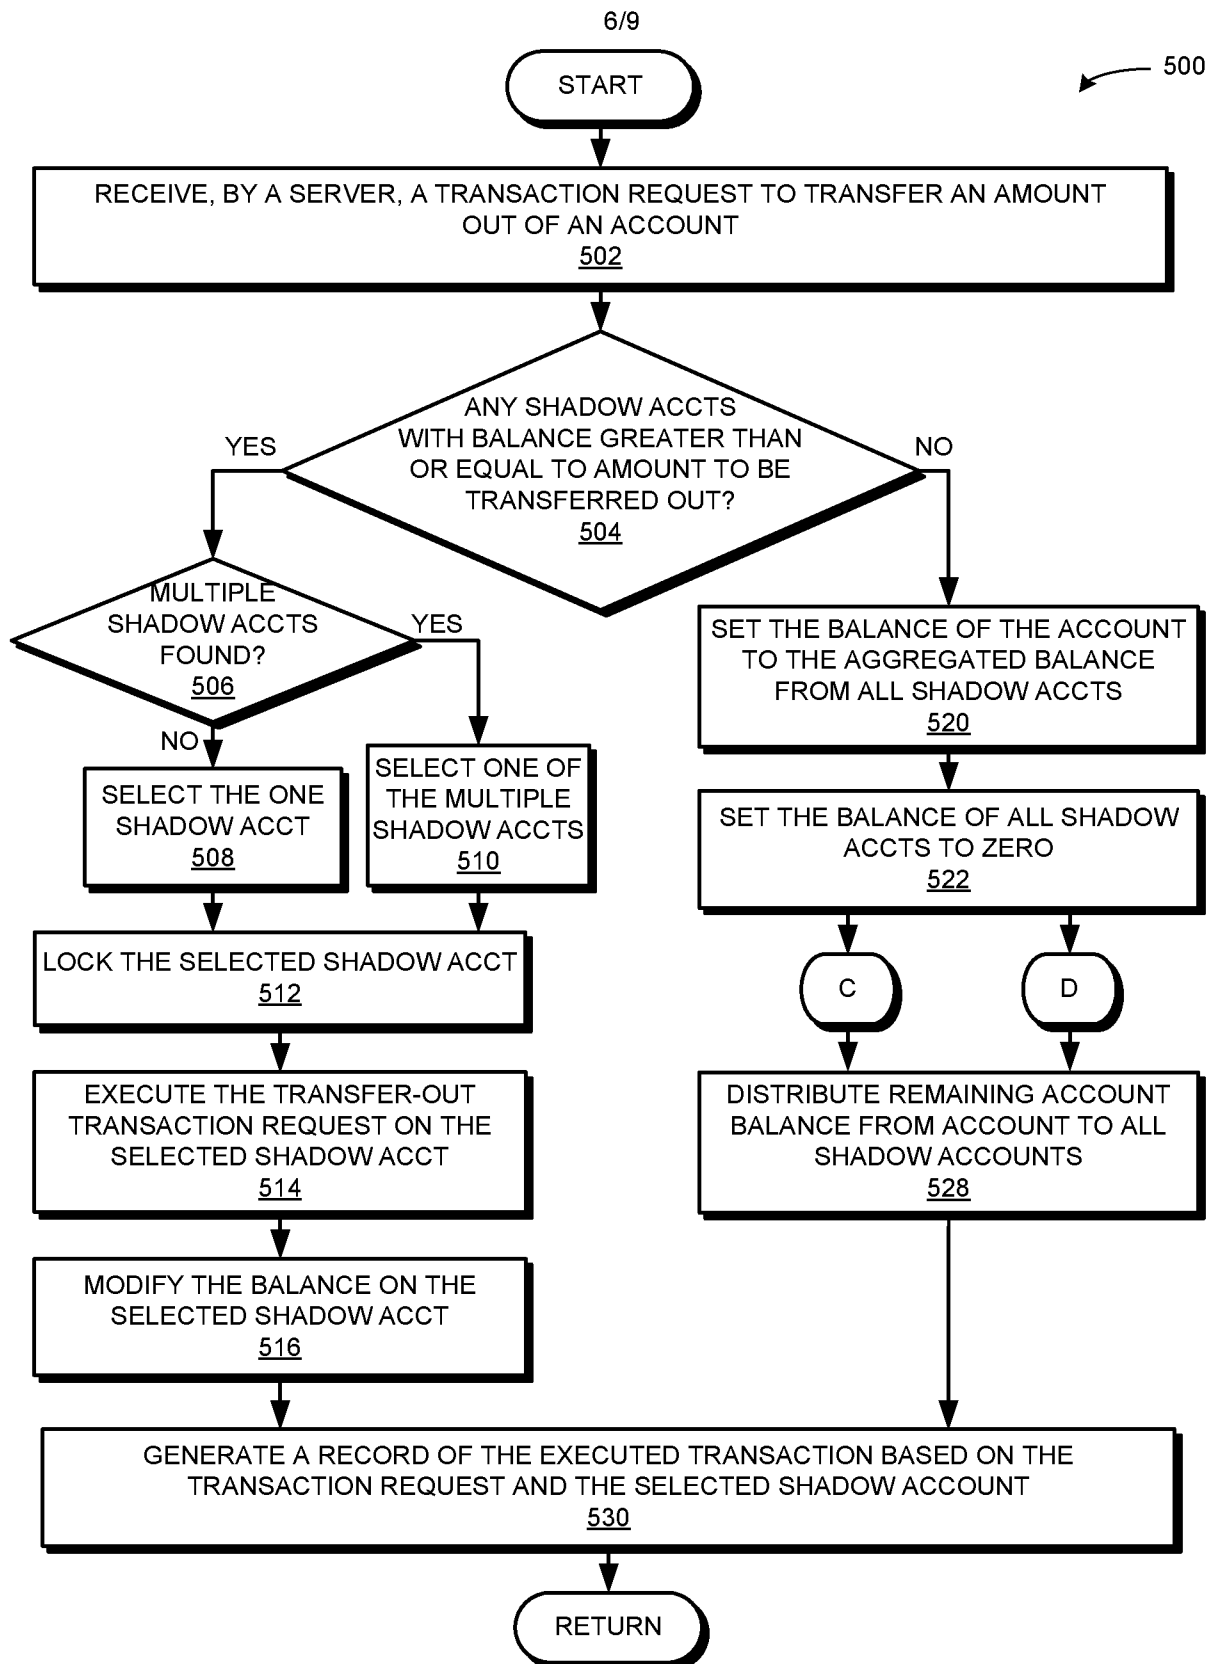 6/9
500
START
RECEIVE, BY A SERVER, A TRANSACTION REQUEST TO TRANSFER AN AMOUNT
OUT OF AN ACCOUNT
502
ANY SHADOW ACCTS
WITH BALANCE GREATER THAN
OR EQUAL TO AMOUNT TO BE
TRANSFERRED OUT?
504
YES
NO
MULTIPLE
SHADOW ACCTS
FOUND?
506
YES
NO
SELECT THE ONE
SHADOW ACCT
508
SELECT ONE OF
THE MULTIPLE
SHADOW ACCTS
510
LOCK THE SELECTED SHADOW ACCT
512
EXECUTE THE TRANSFER-OUT
TRANSACTION REQUEST ON THE
SELECTED SHADOW ACCT
514
MODIFY THE BALANCE ON THE
SELECTED SHADOW ACCT
516
SET THE BALANCE OF THE ACCOUNT
TO THE AGGREGATED BALANCE
FROM ALL SHADOW ACCTS
520
SET THE BALANCE OF ALL SHADOW
ACCTS TO ZERO
522
C
D
DISTRIBUTE REMAINING ACCOUNT
BALANCE FROM ACCOUNT TO ALL
SHADOW ACCOUNTS
528
GENERATE A RECORD OF THE EXECUTED TRANSACTION BASED ON THE
TRANSACTION REQUEST AND THE SELECTED SHADOW ACCOUNT
530
RETURN